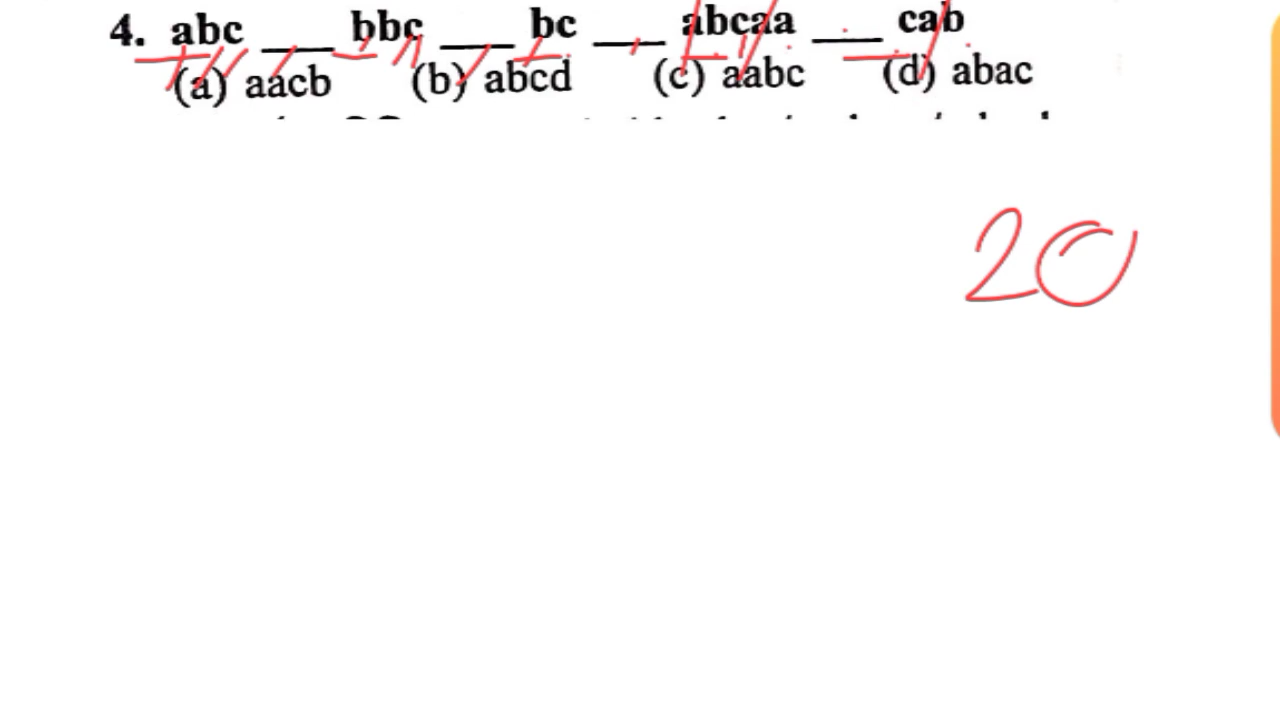 4. abc ___ bbc ___ bc ___ abcaa ___ cab
(a) aacb (b) abcd (c) aabc (d) abac
20